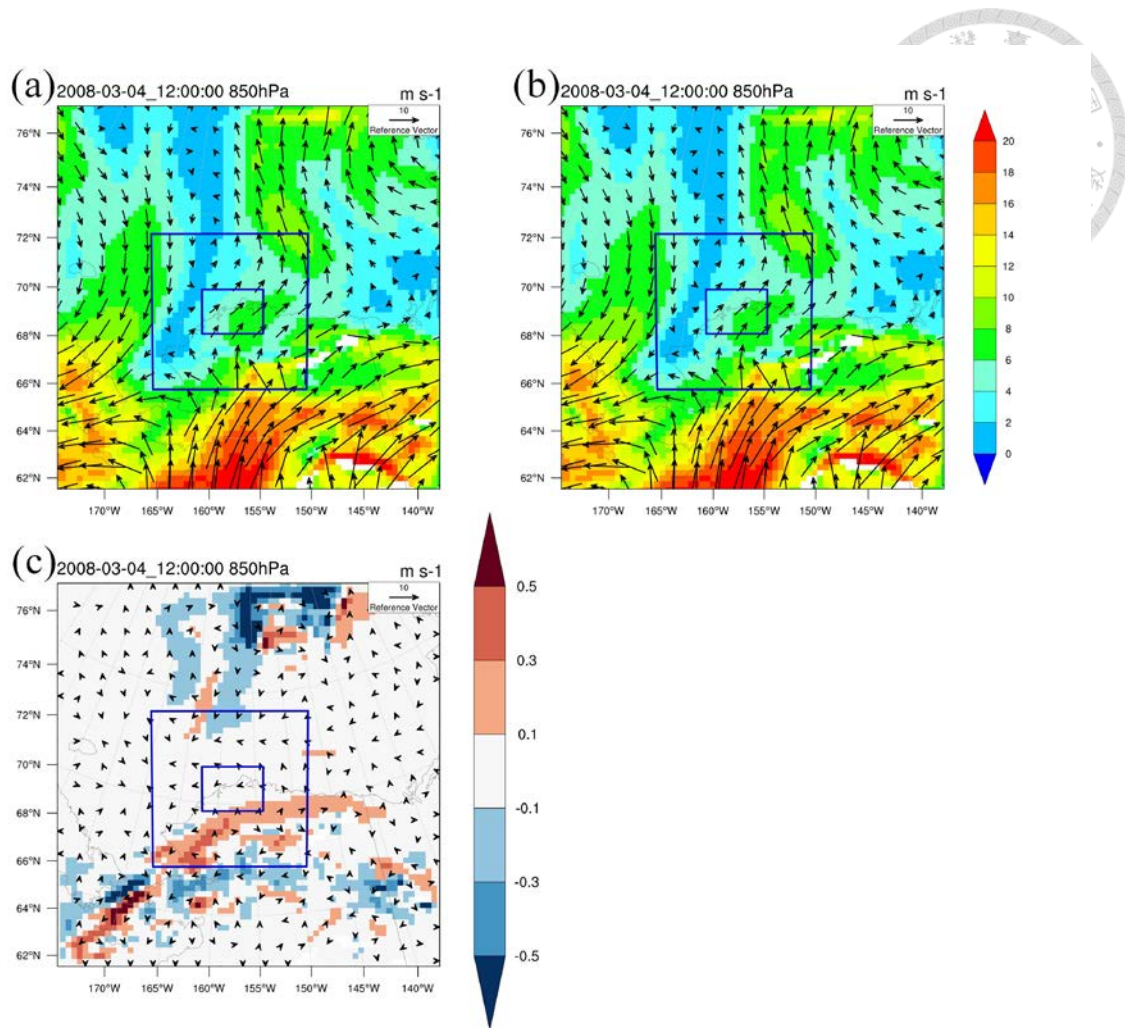 (a) 2008-03-04_12:00:00 850hPa m s-1
10
Reference Vector
76°N
74°N
72°N
70°N
68°N
66°N
64°N
62°N
170°W 165°W 160°W 155°W 150°W 145°W 140°W
(b) 2008-03-04_12:00:00 850hPa m s-1
10
Reference Vector
76°N
74°N
72°N
70°N
68°N
66°N
64°N
62°N
170°W 165°W 160°W 155°W 150°W 145°W 140°W
20
18
16
14
12
10
8
6
4
2
0
(c) 2008-03-04_12:00:00 850hPa m s-1
10
Reference Vector
76°N
74°N
72°N
70°N
68°N
66°N
64°N
62°N
170°W 165°W 160°W 155°W 150°W 145°W 140°W
0.5
0.3
0.1
-0.1
-0.3
-0.5